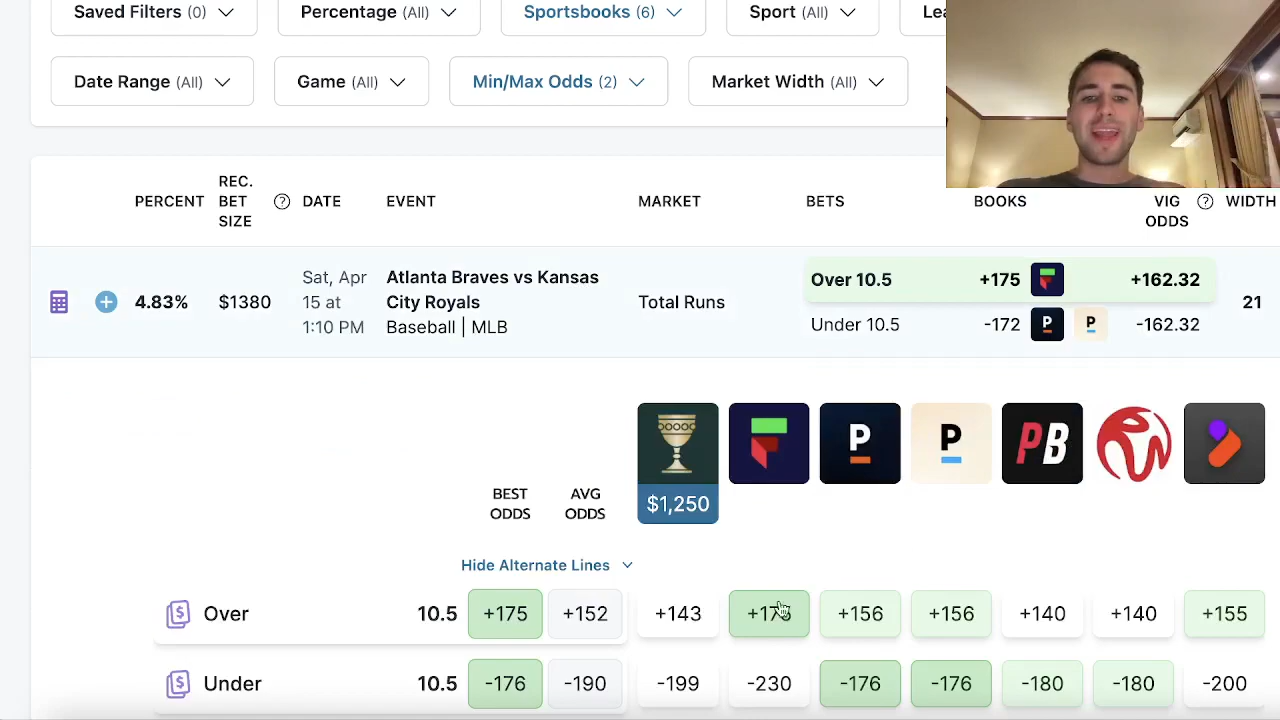 Saved Filters (0)
Percentage (All)
Sportsbooks (6)
Sport (All)
Date Range (All)
Game (All)
Min/Max Odds (2)
Market Width (All)
PERCENT
REC.
BET
SIZE
?
DATE
EVENT
MARKET
BETS
BOOKS
VIG
ODDS
?
WIDTH
4.83%
$1380
Sat, Apr
15 at
1:10 PM
Atlanta Braves vs Kansas
City Royals
Baseball | MLB
Total Runs
Over 10.5
+175
+162.32
Under 10.5
-172
P
P
-162.32
21
$1,250
P
P
PB
BEST
ODDS
AVG
ODDS
Hide Alternate Lines
$ Over 10.5 +175 +152 +143 +156 +156 +140 +140 +155
$ Under 10.5 -176 -190 -199 -230 -176 -176 -180 -180 -200